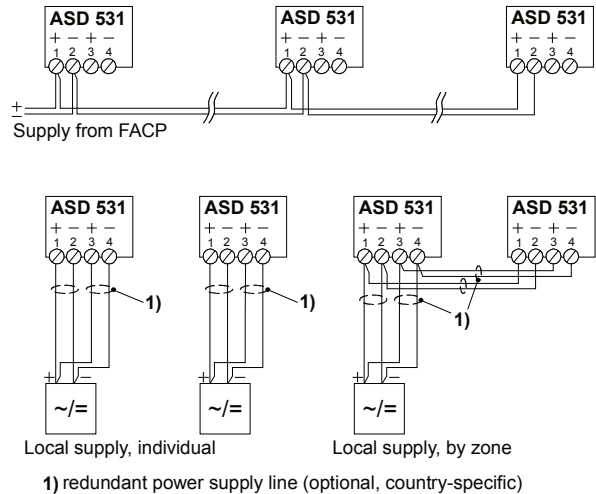 ASD 531 ASD 531 ASD 531
+ − + − + − + − + − + −
1 2 3 4 1 2 3 4 1 2 3 4
±
Supply from FACP
ASD 531 ASD 531 ASD 531 ASD 531
+ − + − + − + − + − + − + − + −
1 2 3 4 1 2 3 4 1 2 3 4 1 2 3 4
1) 1) 1)
+ − + − + −
~/= ~/= ~/=
Local supply, individual Local supply, by zone
1) redundant power supply line (optional, country-specific)